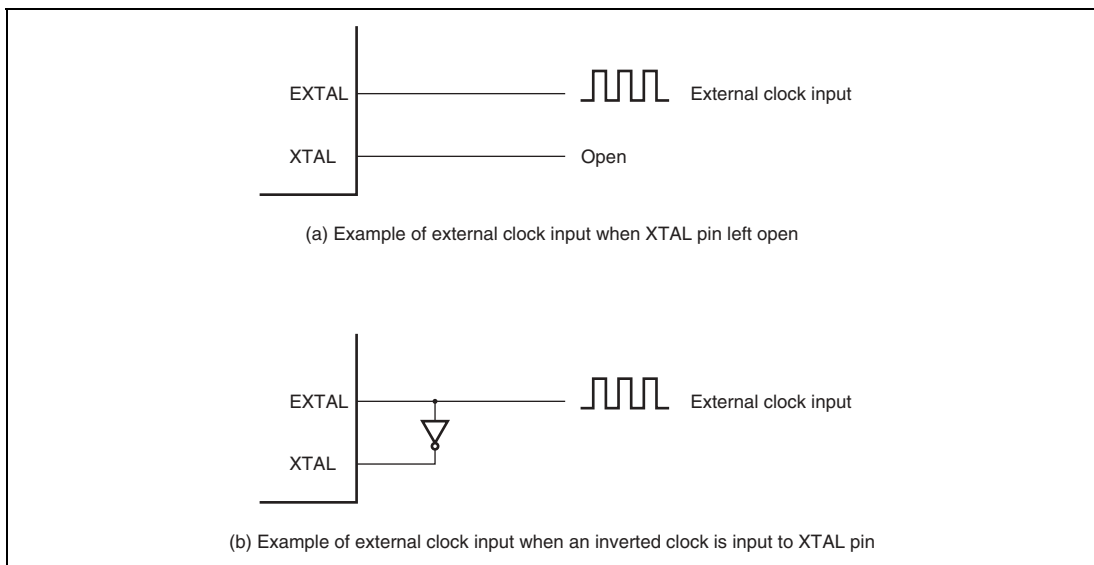 EXTAL
External clock input
XTAL
Open
(a) Example of external clock input when XTAL pin left open
EXTAL
External clock input
XTAL
(b) Example of external clock input when an inverted clock is input to XTAL pin